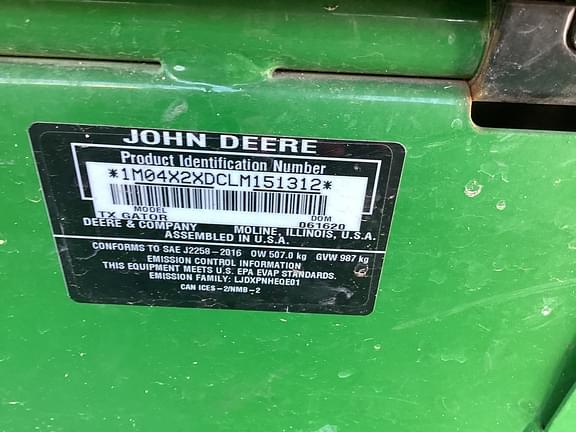 JOHN DEERE
Product Identification Number
*1M04X2XDCLM151312*
MODEL DOM
TX GATOR 061620
DEERE & COMPANY MOLINE, ILLINOIS, U.S.A.
ASSEMBLED IN U.S.A.
CONFORMS TO SAE J2258-2016 OW 507.0 kg GVW 987 kg
EMISSION CONTROL INFORMATION
THIS EQUIPMENT MEETS U.S. EPA EVAP STANDARDS.
EMISSION FAMILY: LJDXPNHEQE01
CAN ICES-2/NMB-2